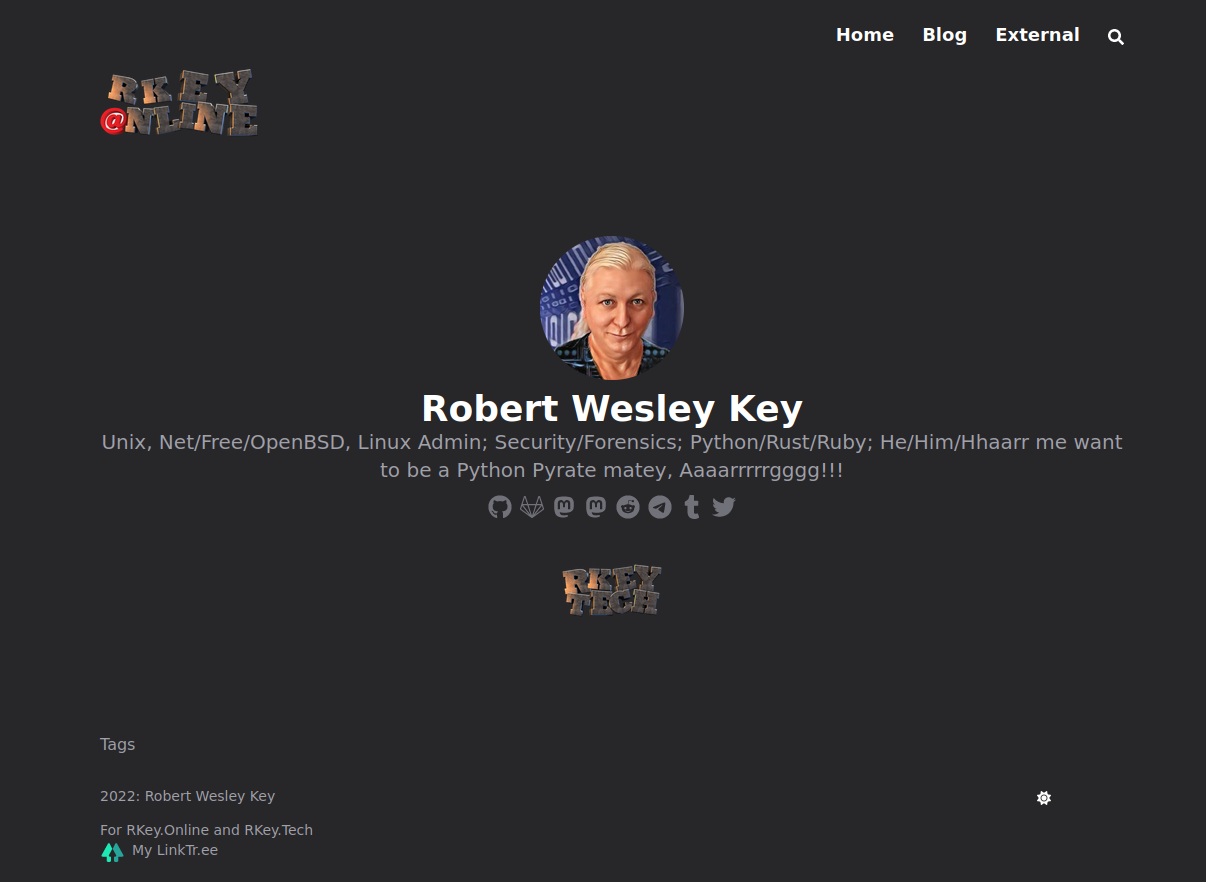 Home Blog External
RKEY
@NLINE
Robert Wesley Key
Unix, Net/Free/OpenBSD, Linux Admin; Security/Forensics; Python/Rust/Ruby; He/Him/Hhaarr me want
to be a Python Pyrate matey, Aaaarrrrrgggg!!!
RKEY
TECH
Tags
2022: Robert Wesley Key
For RKey.Online and RKey.Tech
My LinkTr.ee